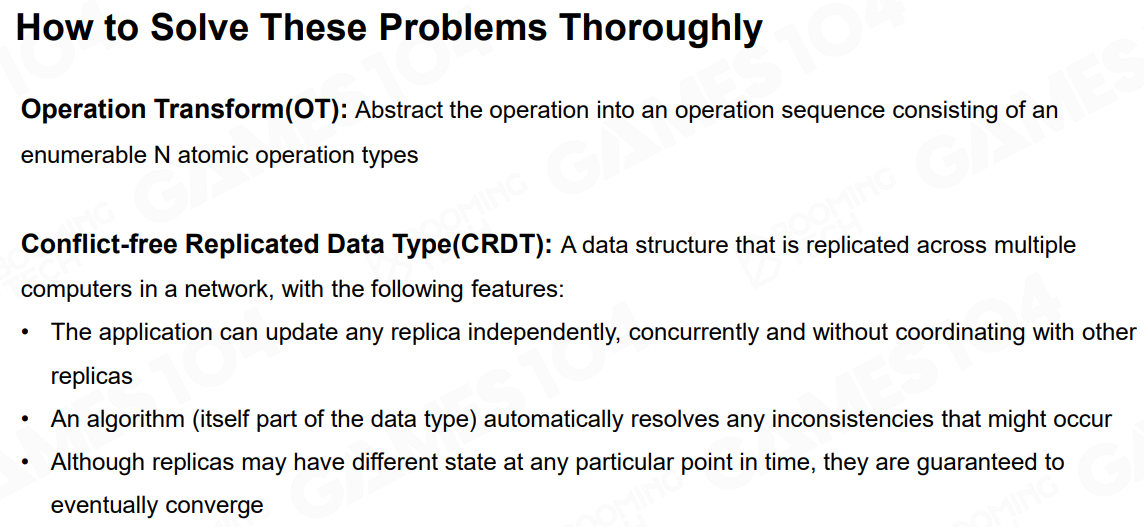 How to Solve These Problems Thoroughly
Operation Transform(OT): Abstract the operation into an operation sequence consisting of an
enumerable N atomic operation types
Conflict-free Replicated Data Type(CRDT): A data structure that is replicated across multiple
computers in a network, with the following features:
• The application can update any replica independently, concurrently and without coordinating with other
replicas
• An algorithm (itself part of the data type) automatically resolves any inconsistencies that might occur
• Although replicas may have different state at any particular point in time, they are guaranteed to
eventually converge